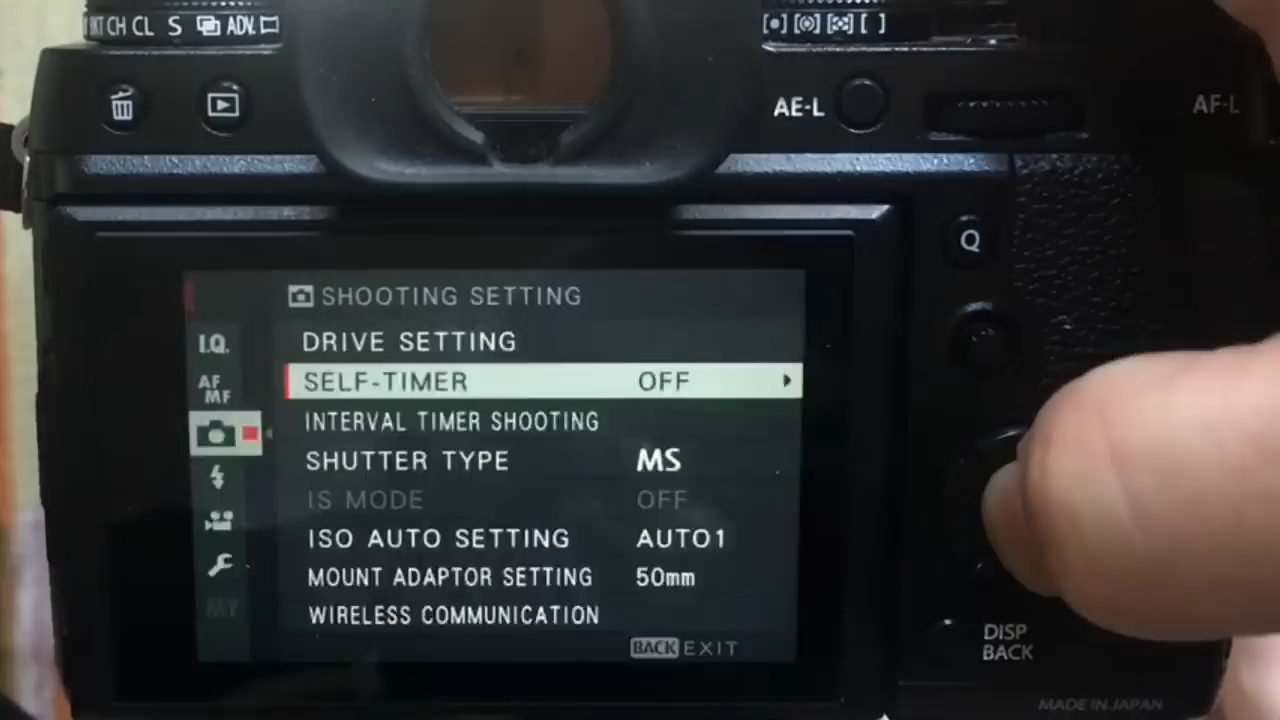 CH CL S ADV.
AE-L
AF-L
Q
SHOOTING SETTING
I.Q.
DRIVE SETTING
AF MF
SELF-TIMER OFF
INTERVAL TIMER SHOOTING
SHUTTER TYPE MS
IS MODE OFF
ISO AUTO SETTING AUTO1
MOUNT ADAPTOR SETTING 50mm
MY
WIRELESS COMMUNICATION
BACK EXIT
DISP
BACK
MADE IN JAPAN